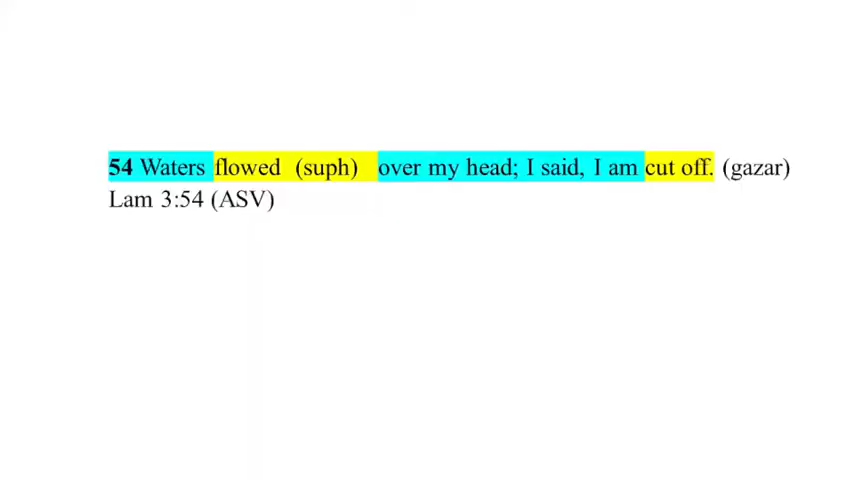 54 Waters flowed (suph) over my head; I said, I am cut off. (gazar)
Lam 3:54 (ASV)